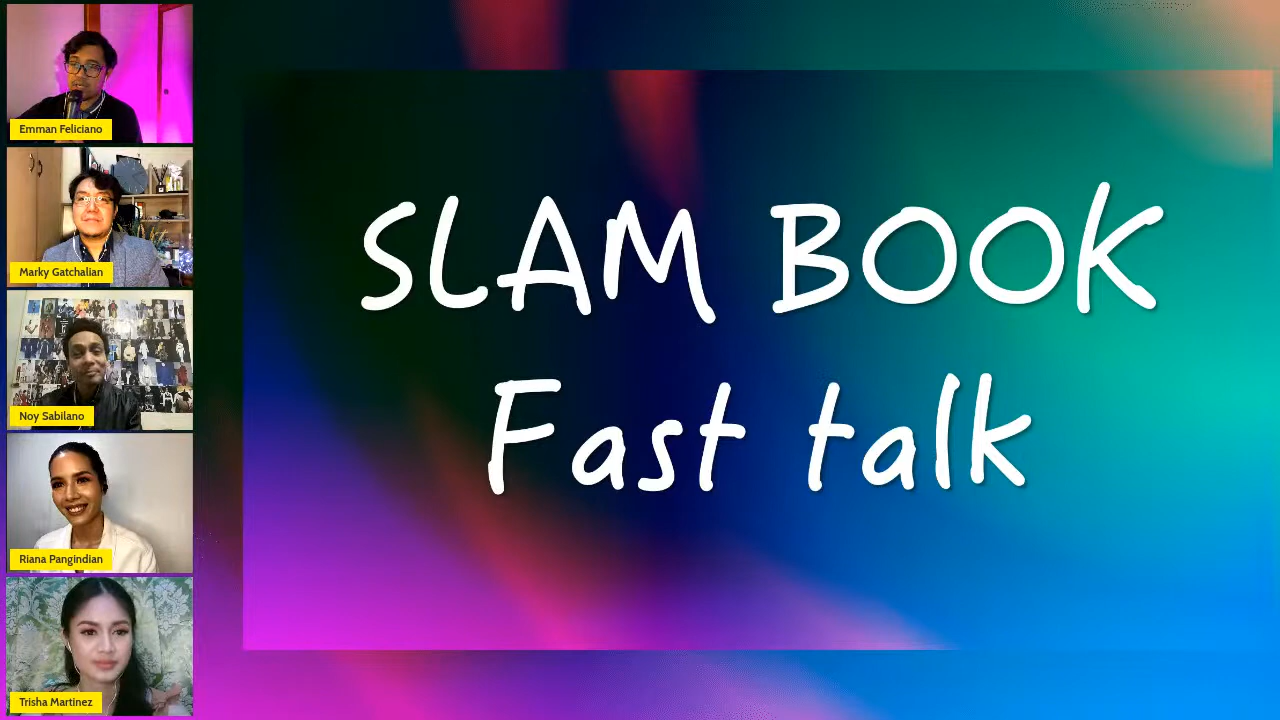 Emman Feliciano
Marky Gatchalian
Noy Sabilano
Riana Pangindian
Trisha Martinez
SLAM BOOK
Fast talk